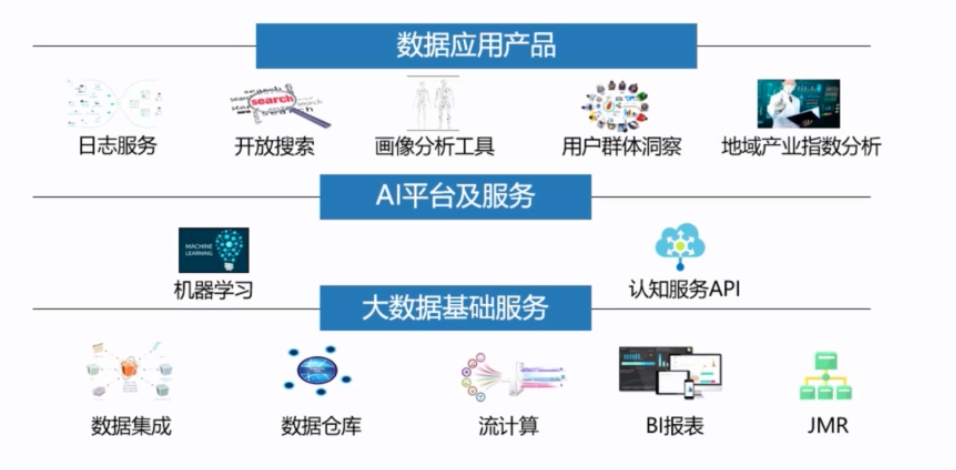 数据应用产品
日志服务
search
开放搜索
画像分析工具
用户群体洞察
地域产业指数分析
AI平台及服务
MACHINE
LEARNING
机器学习
认知服务API
大数据基础服务
数据集成
数据仓库
流计算
BI报表
JMR